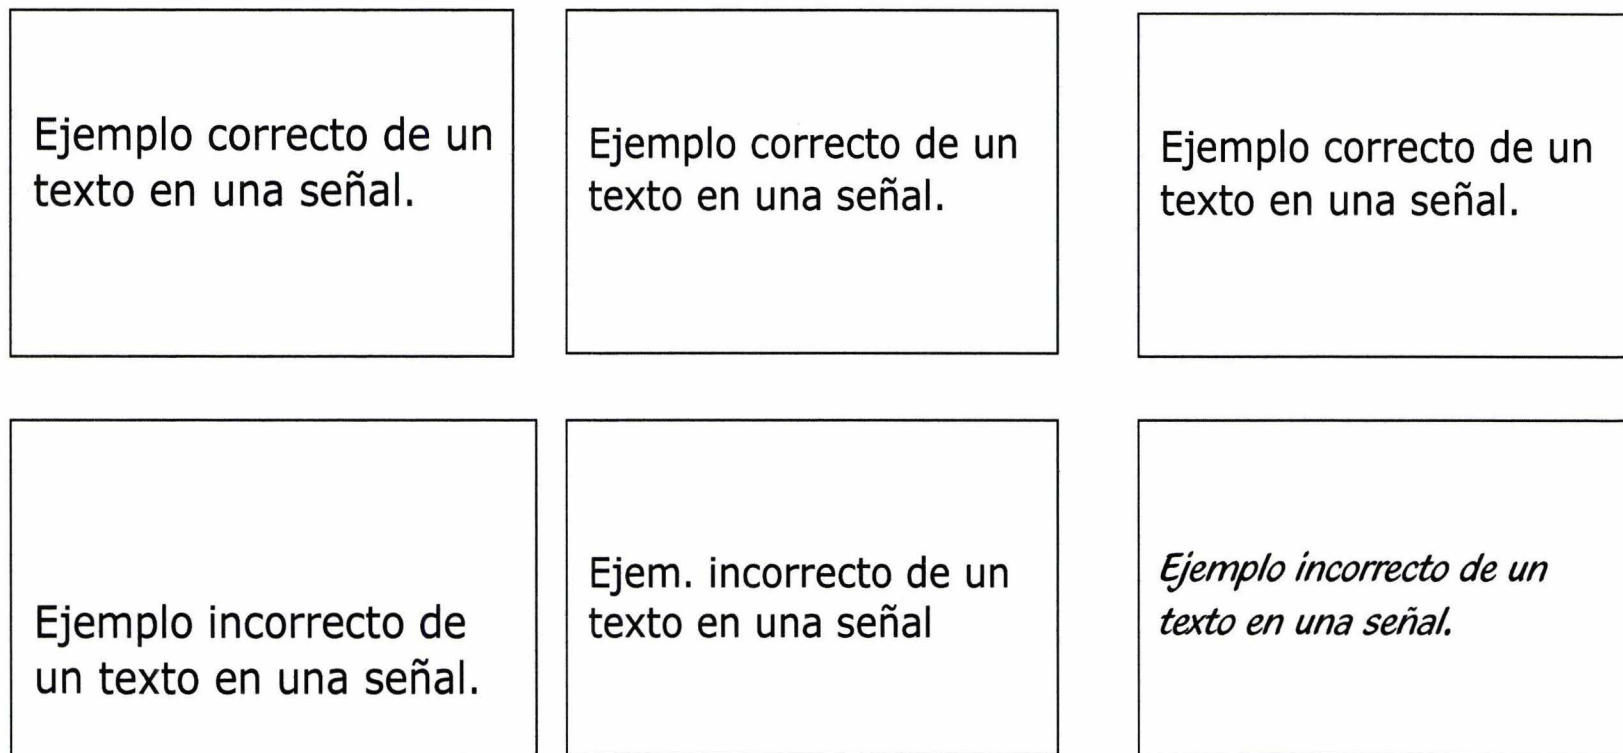 Ejemplo correcto de un
texto en una señal.
Ejemplo correcto de un
texto en una señal.
Ejemplo correcto de un
texto en una señal.
Ejemplo incorrecto de
un texto en una señal.
Ejem. incorrecto de un
texto en una señal
Ejemplo incorrecto de un
texto en una señal.